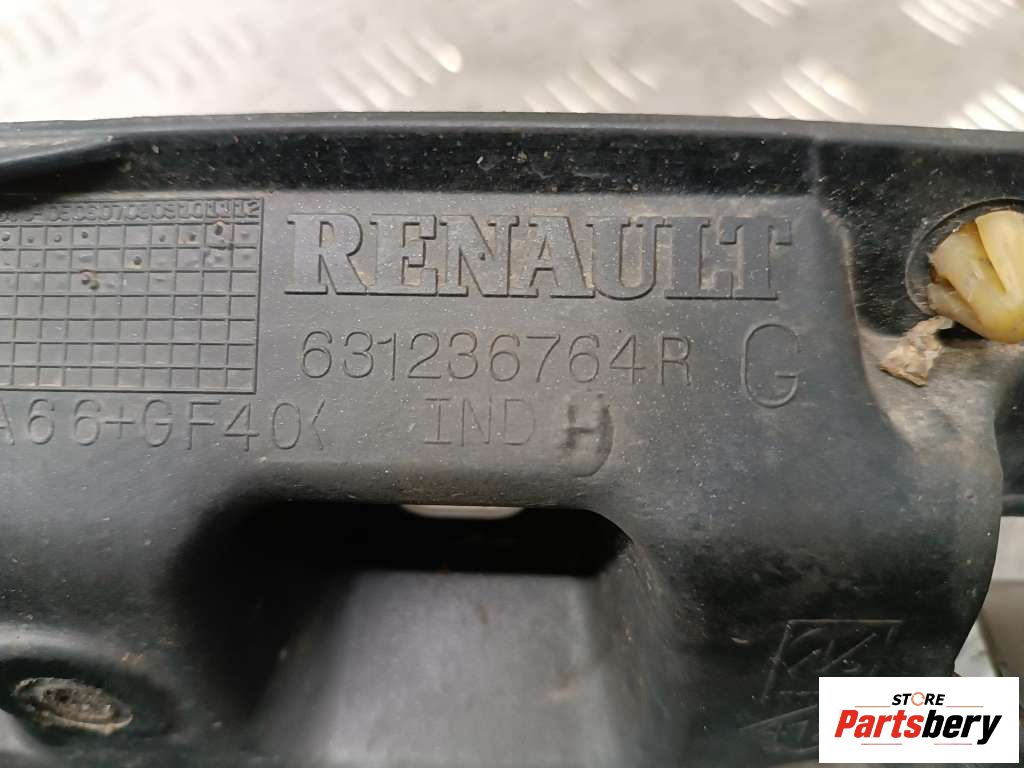 RENAULT
631236764R G
A66+GF40< IND H
STORE
Partsbery